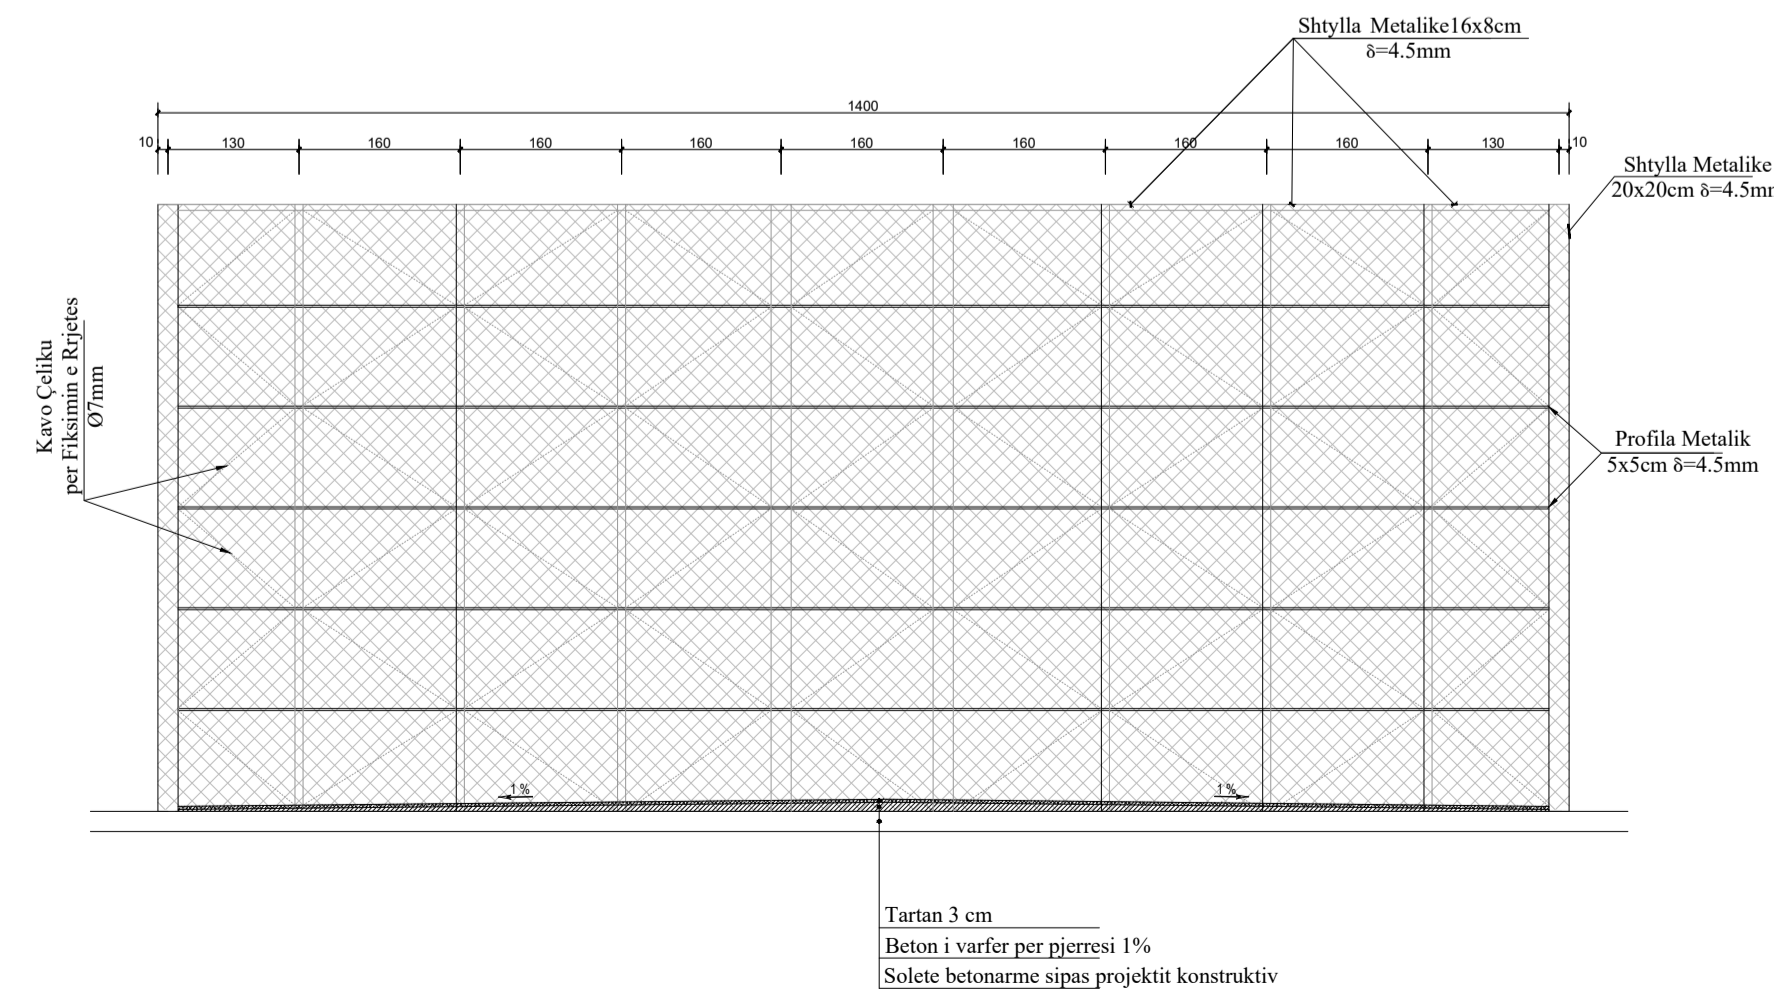 Shtylla Metalike16x8cm
δ=4.5mm
1400
10 130 160 160 160 160 160 160 160 130 10
Shtylla Metalike
20x20cm δ=4.5mm
Kavo Çeliku
per Fiksimin e Rrjetes
Ø7mm
Profila Metalik
5x5cm δ=4.5mm
1 % 1 %
Tartan 3 cm
Beton i varfer per pjerresi 1%
Solete betonarme sipas projektit konstruktiv